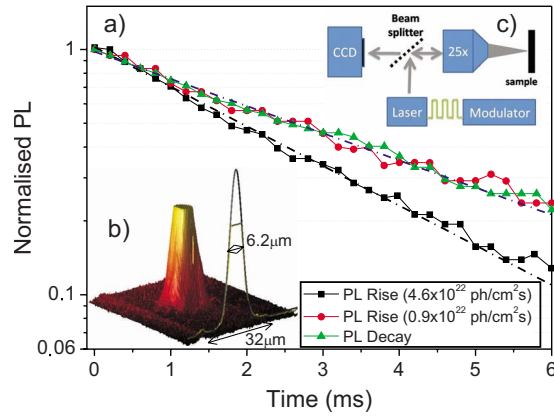 a)
c)
Beam
splitter
CCD
25x
sample
Laser
Modulator
Normalised PL
1
0.1
0.06
b)
6.2μm
32μm
PL Rise (4.6x10²² ph/cm²s)
PL Rise (0.9x10²² ph/cm²s)
PL Decay
0 1 2 3 4 5 6
Time (ms)